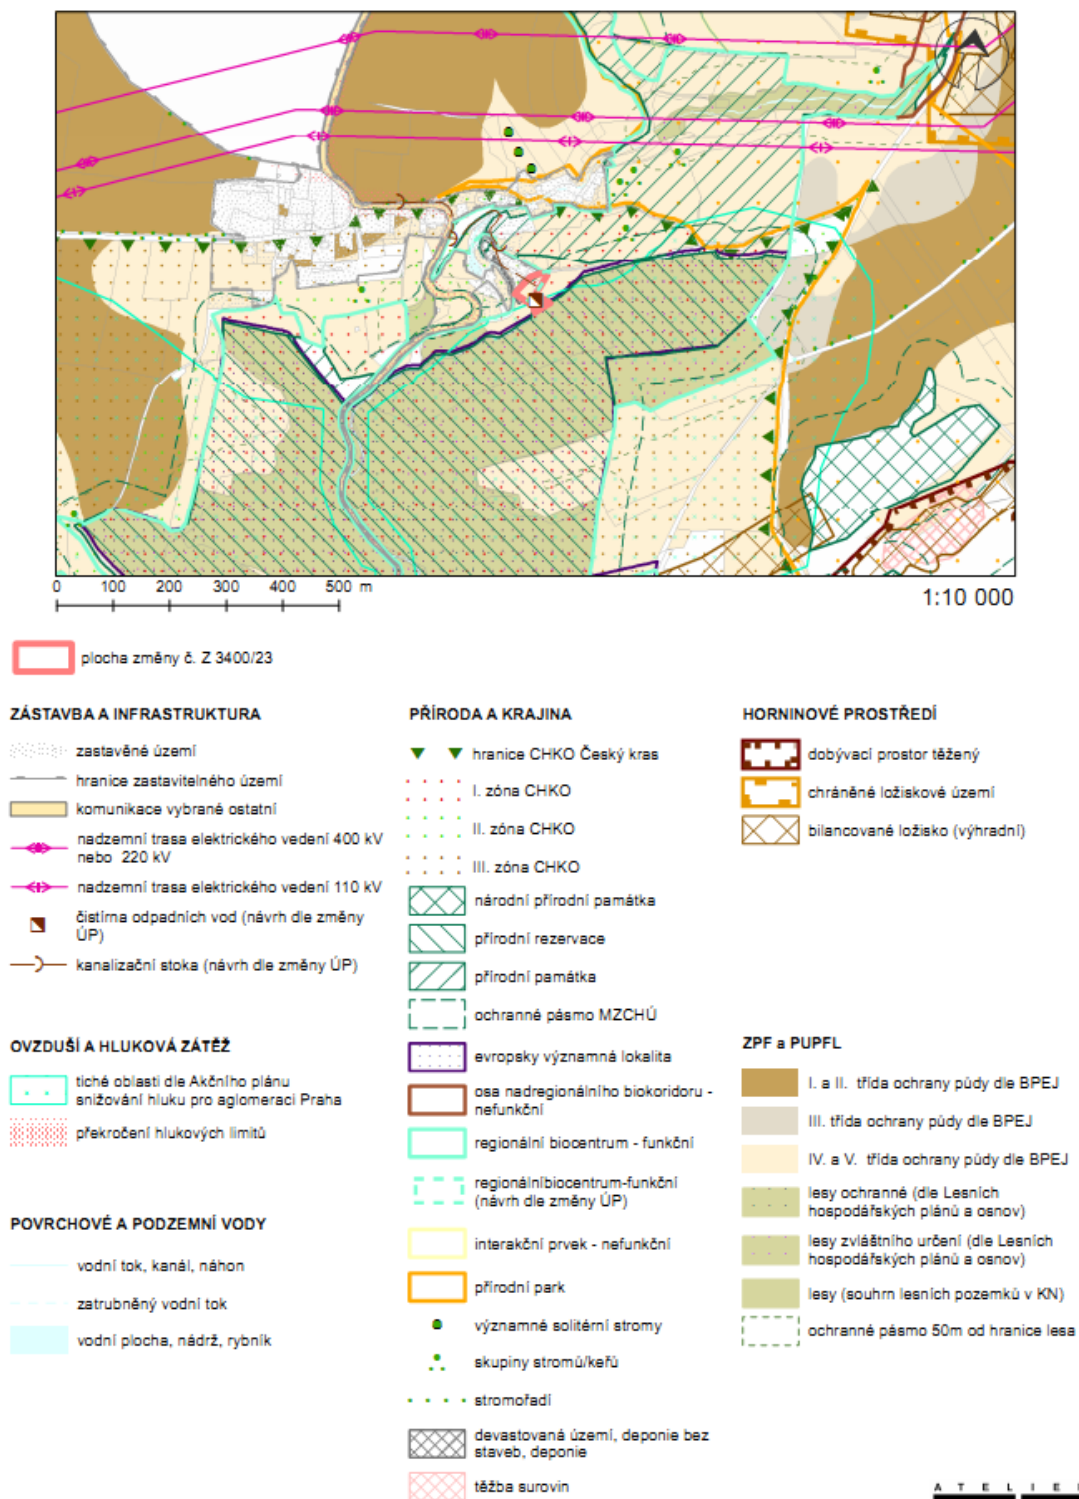 0 100 200 300 400 500 m
1:10 000
plocha změny č. Z 3400/23
ZÁSTAVBA A INFRASTRUKTURA
zastavěné území
hranice zastavitelného území
komunikace vybrané ostatní
nadzemní trasa elektrického vedení 400 kV
nebo 220 kV
nadzemní trasa elektrického vedení 110 kV
čistírna odpadních vod (návrh dle změny
ÚP)
kanalizační stoka (návrh dle změny ÚP)
OVZDUŠÍ A HLUKOVÁ ZÁTĚŽ
tiché oblasti dle Akčního plánu
snižování hluku pro aglomeraci Praha
překročení hlukových limitů
POVRCHOVÉ A PODZEMNÍ VODY
vodní tok, kanál, náhon
zatrubněný vodní tok
vodní plocha, nádrž, rybník
PŘÍRODA A KRAJINA
hranice CHKO Český kras
I. zóna CHKO
II. zóna CHKO
III. zóna CHKO
národní přírodní památka
přírodní rezervace
přírodní památka
ochranné pásmo MZCHÚ
evropsky významná lokalita
osa nadregionálního biokoridoru -
nefunkční
regionální biocentrum - funkční
regionálníbiocentrum-funkční
(návrh dle změny ÚP)
interakční prvek - nefunkční
přírodní park
významné solitérní stromy
skupiny stromů/keřů
stromořadí
devastovaná území, deponie bez
staveb, deponie
těžba surovin
HORNINOVÉ PROSTŘEDÍ
dobývací prostor těžený
chráněné ložiskové území
bilancované ložisko (výhradní)
ZPF a PUPFL
I. a II. třída ochrany půdy dle BPEJ
III. třída ochrany půdy dle BPEJ
IV. a V. třída ochrany půdy dle BPEJ
lesy ochranné (dle Lesních
hospodářských plánů a osnov)
lesy zvláštního určení (dle Lesních
hospodářských plánů a osnov)
lesy (souhrn lesních pozemků v KN)
ochranné pásmo 50m od hranice lesa
A T E L I E